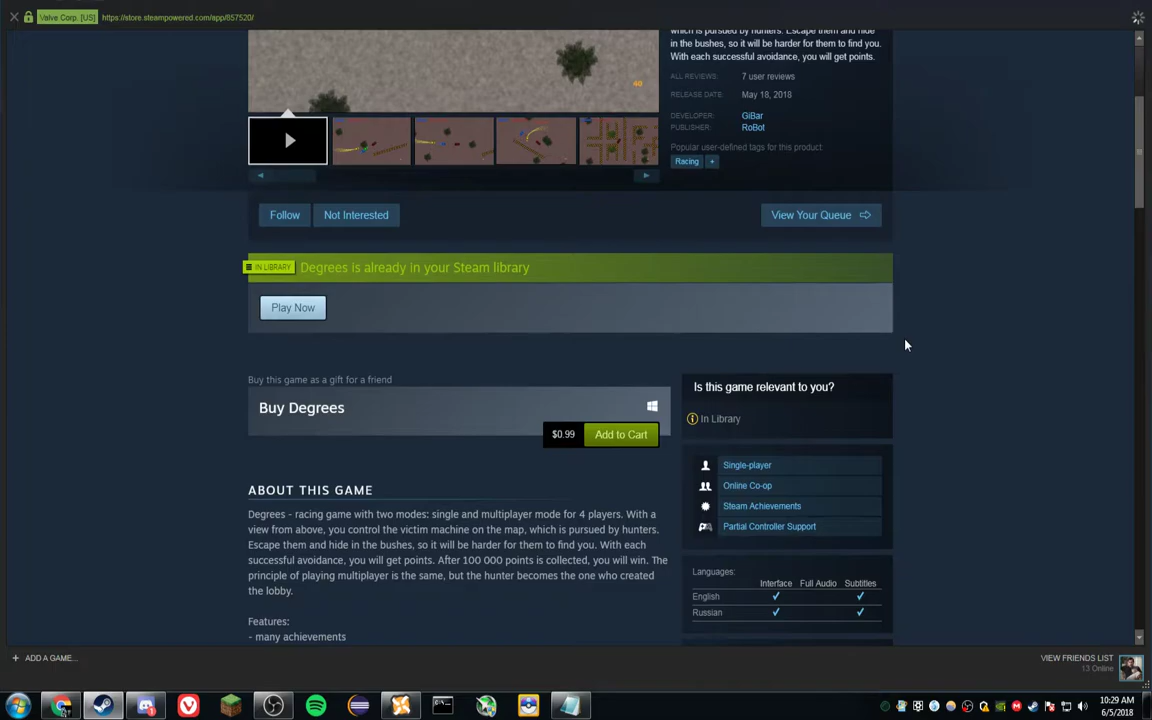 Valve Corp. [US] https://store.steampowered.com/app/857520/
which is pursued by hunters. Escape them and hide
in the bushes, so it will be harder for them to find you.
With each successful avoidance, you will get points.
40
ALL REVIEWS: 7 user reviews
RELEASE DATE: May 18, 2018
DEVELOPER: GiBar
PUBLISHER: RoBot
Popular user-defined tags for this product:
Racing +
Follow Not Interested View Your Queue
IN LIBRARY Degrees is already in your Steam library
Play Now
Buy this game as a gift for a friend
Buy Degrees
$0.99 Add to Cart
Is this game relevant to you?
In Library
Single-player
Online Co-op
Steam Achievements
Partial Controller Support
ABOUT THIS GAME
Degrees - racing game with two modes: single and multiplayer mode for 4 players. With a
view from above, you control the victim machine on the map, which is pursued by hunters.
Escape them and hide in the bushes, so it will be harder for them to find you. With each
successful avoidance, you will get points. After 100 000 points is collected, you will win. The
principle of playing multiplayer is the same, but the hunter becomes the one who created
the lobby.
Features:
- many achievements
Languages:
Interface Full Audio Subtitles
English ✔ ✔
Russian ✔ ✔
+ ADD A GAME...
VIEW FRIENDS LIST
13 Online
10:29 AM
6/5/2018